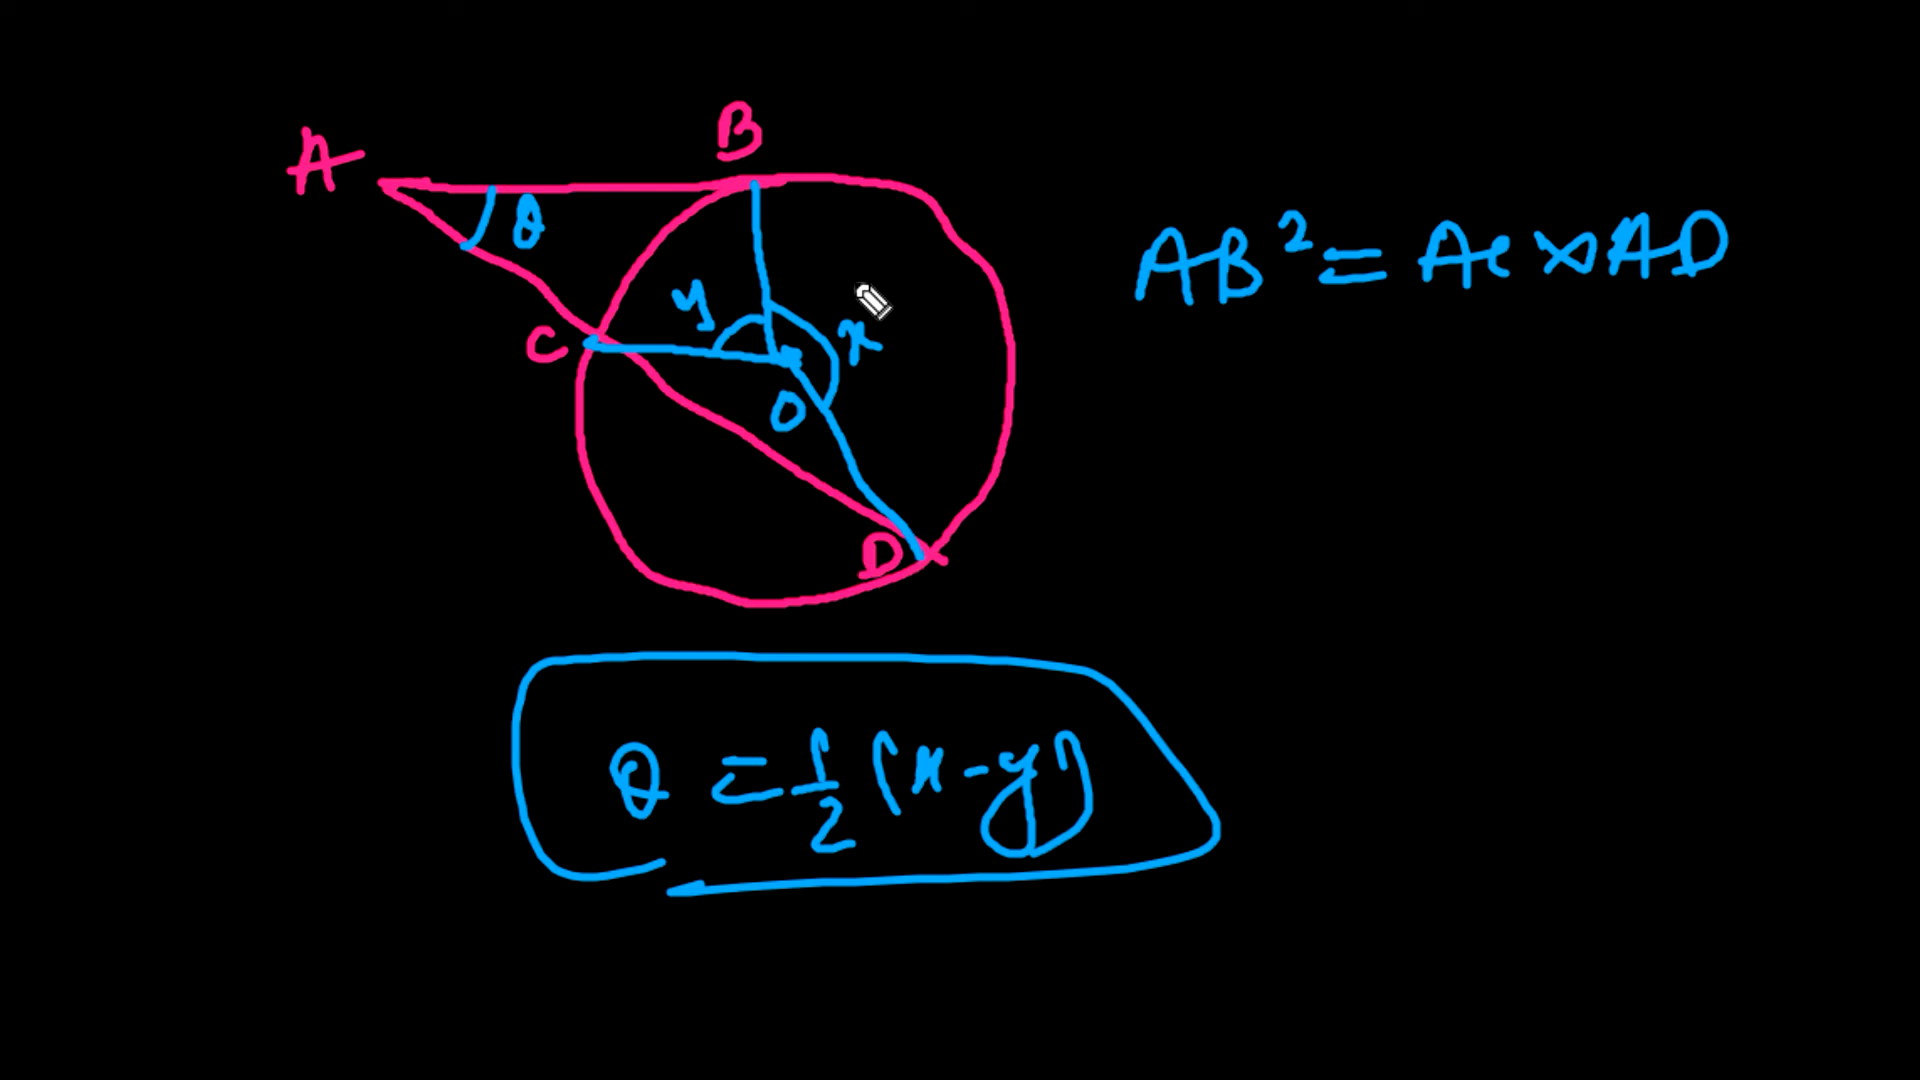 A
B
θ
AB² = AC × AD
y
x
C
O
D
θ = 1/2 (x - y)